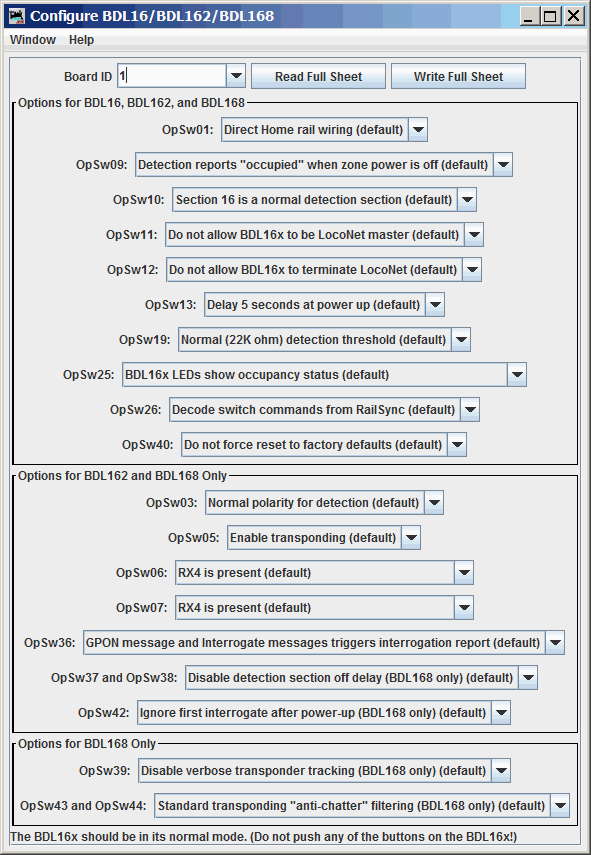 Configure BDL16/BDL162/BDL168
Window Help
Board ID 1 Read Full Sheet Write Full Sheet
Options for BDL16, BDL162, and BDL168
OpSw01: Direct Home rail wiring (default)
OpSw09: Detection reports "occupied" when zone power is off (default)
OpSw10: Section 16 is a normal detection section (default)
OpSw11: Do not allow BDL16x to be LocoNet master (default)
OpSw12: Do not allow BDL16x to terminate LocoNet (default)
OpSw13: Delay 5 seconds at power up (default)
OpSw19: Normal (22K ohm) detection threshold (default)
OpSw25: BDL16x LEDs show occupancy status (default)
OpSw26: Decode switch commands from RailSync (default)
OpSw40: Do not force reset to factory defaults (default)
Options for BDL162 and BDL168 Only
OpSw03: Normal polarity for detection (default)
OpSw05: Enable transponding (default)
OpSw06: RX4 is present (default)
OpSw07: RX4 is present (default)
OpSw36: GPON message and Interrogate messages triggers interrogation report (default)
OpSw37 and OpSw38: Disable detection section off delay (BDL168 only) (default)
OpSw42: Ignore first interrogate after power-up (BDL168 only) (default)
Options for BDL168 Only
OpSw39: Disable verbose transponder tracking (BDL168 only) (default)
OpSw43 and OpSw44: Standard transponding "anti-chatter" filtering (BDL168 only) (default)
The BDL16x should be in its normal mode. (Do not push any of the buttons on the BDL16x!)